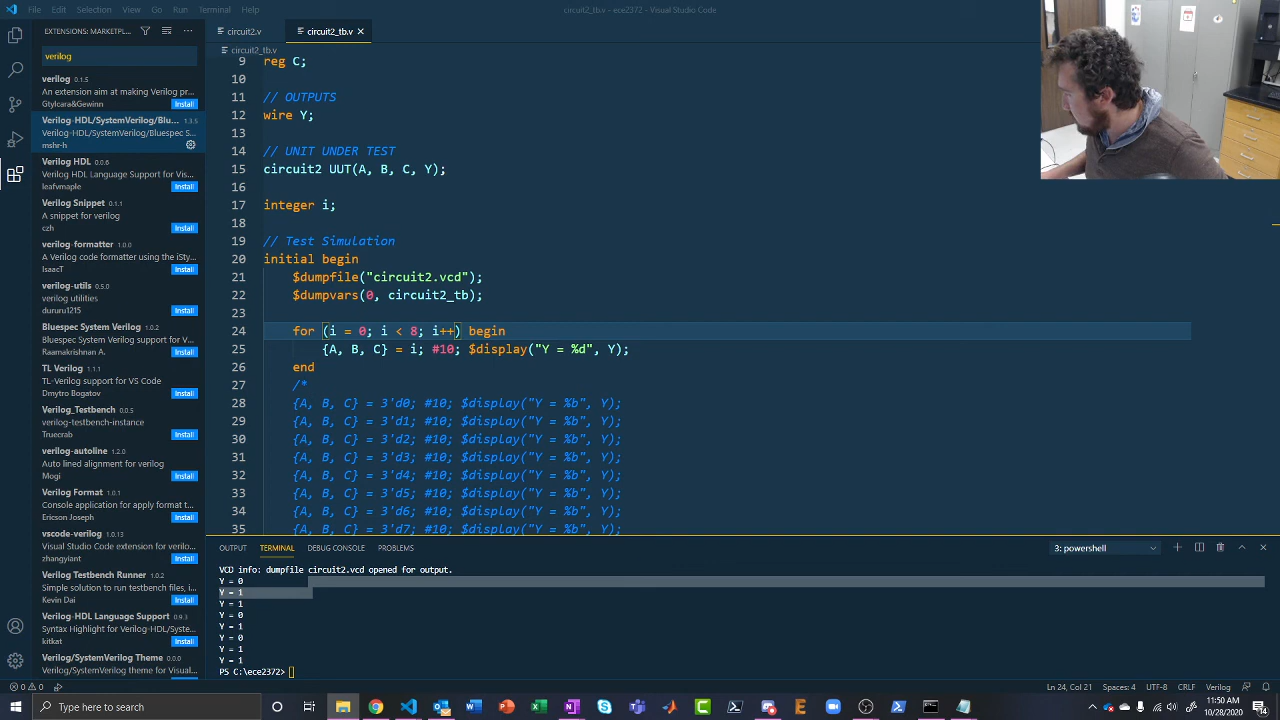 File Edit Selection View Go Run Terminal Help
circuit2_tb.v - ece2372 - Visual Studio Code
EXTENSIONS: MARKETPL...
verilog
verilog 0.1.5
An extension aim at making Verilog pr...
Gtylcara&Gewinn Install
Verilog-HDL/SystemVerilog/Blu... 1.3.5
Verilog-HDL/SystemVerilog/Bluespec S...
mshr-h
Verilog HDL 0.0.6
Verilog HDL Language Support for Vis...
leafvmaple Install
Verilog Snippet 0.1.1
A snippet for verilog
czh Install
verilog-formatter 1.0.0
A Verilog code formatter using the iSty...
IsaacT Install
verilog-utils 0.5.0
verilog utilities
dururu1215 Install
Bluespec System Verilog 1.0.0
Raamakrishnan A. Install
TL Verilog 1.1.1
TL-Verilog support for VS Code
Dmytro Bogatov Install
Verilog_Testbench 0.0.5
verilog-testbench-instance
Truecrab Install
verilog-autoline 1.2.0
Auto lined alignment for verilog
Mogi Install
Verilog Format 1.0.1
Console application for apply format t...
Ericson Joseph Install
vscode-verilog 1.0.13
Visual Studio Code extension for verilo...
zhangyiant Install
Verilog Testbench Runner 1.0.2
Simple solution to run testbench files, i...
Kevin Dai Install
Verilog-HDL Language Support 0.9.3
Syntax Highlight for Verilog-HDL/Syste...
kitkat Install
Verilog/SystemVerilog Theme 0.0.0
A Verilog/SystemVerilog theme for Visual...
circuit2.v circuit2_tb.v
circuit2_tb.v
9 reg C;
10
11 // OUTPUTS
12 wire Y;
13
14 // UNIT UNDER TEST
15 circuit2 UUT(A, B, C, Y);
16
17 integer i;
18
19 // Test Simulation
20 initial begin
21 $dumpfile("circuit2.vcd");
22 $dumpvars(0, circuit2_tb);
23
24 for (i = 0; i < 8; i++) begin
25 {A, B, C} = i; #10; $display("Y = %d", Y);
26 end
27 /*
28 {A, B, C} = 3'd0; #10; $display("Y = %b", Y);
29 {A, B, C} = 3'd1; #10; $display("Y = %b", Y);
30 {A, B, C} = 3'd2; #10; $display("Y = %b", Y);
31 {A, B, C} = 3'd3; #10; $display("Y = %b", Y);
32 {A, B, C} = 3'd4; #10; $display("Y = %b", Y);
33 {A, B, C} = 3'd5; #10; $display("Y = %b", Y);
34 {A, B, C} = 3'd6; #10; $display("Y = %b", Y);
35 {A, B, C} = 3'd7; #10; $display("Y = %b", Y);
OUTPUT TERMINAL DEBUG CONSOLE PROBLEMS 3: powershell
VCD info: dumpfile circuit2.vcd opened for output.
Y = 0
Y = 1
Y = 1
Y = 0
Y = 1
Y = 0
Y = 1
Y = 1
PS C:\ece2372>
0 0 Ln 24, Col 21 Spaces: 4 UTF-8 CRLF Verilog
Type here to search
11:50 AM
10/28/2020